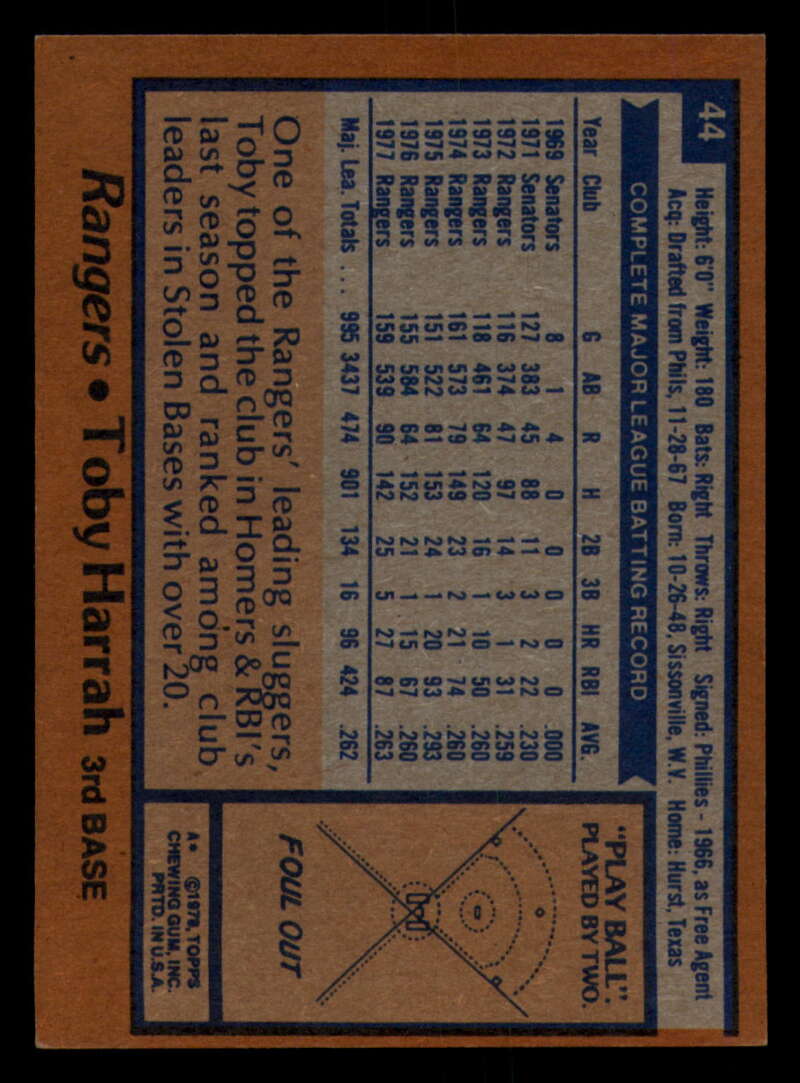 44
Height: 6'0" Weight: 180 Bats: Right Throws: Right Signed: Phillies - 1966, as Free Agent
Acq: Drafted from Phils, 11-28-67 Born: 10-26-48, Sissonville, W.V. Home: Hurst, Texas
COMPLETE MAJOR LEAGUE BATTING RECORD
Year Club G AB R H 2B 3B HR RBI AVG.
1969 Senators 8 1 4 0 0 0 0 0 .000
1971 Senators 127 383 45 88 11 3 2 22 .230
1972 Rangers 116 374 47 97 14 3 1 31 .259
1973 Rangers 118 461 64 120 16 1 10 50 .260
1974 Rangers 161 573 79 149 23 2 21 74 .260
1975 Rangers 151 522 81 153 24 1 20 93 .293
1976 Rangers 155 584 64 152 21 1 15 67 .260
1977 Rangers 159 539 90 142 25 5 27 87 .263
Maj. Lea. Totals ... 995 3437 474 901 134 16 96 424 .262
One of the Rangers' leading sluggers,
Toby topped the club in Homers & RBI's
last season and ranked among club
leaders in Stolen Bases with over 20.
"PLAY BALL".
PLAYED BY TWO.
FOUL OUT
A* ©1978, TOPPS
CHEWING GUM, INC.
PRTD. IN U.S.A.
Rangers • Toby Harrah 3rd BASE